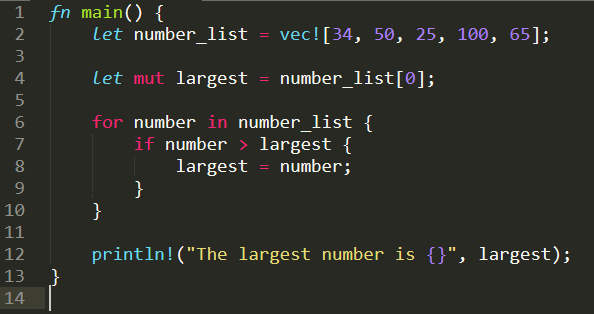 1 fn main() {
2     let number_list = vec![34, 50, 25, 100, 65];
3
4     let mut largest = number_list[0];
5
6     for number in number_list {
7         if number > largest {
8             largest = number;
9         }
10     }
11
12     println!("The largest number is {}", largest);
13 }
14